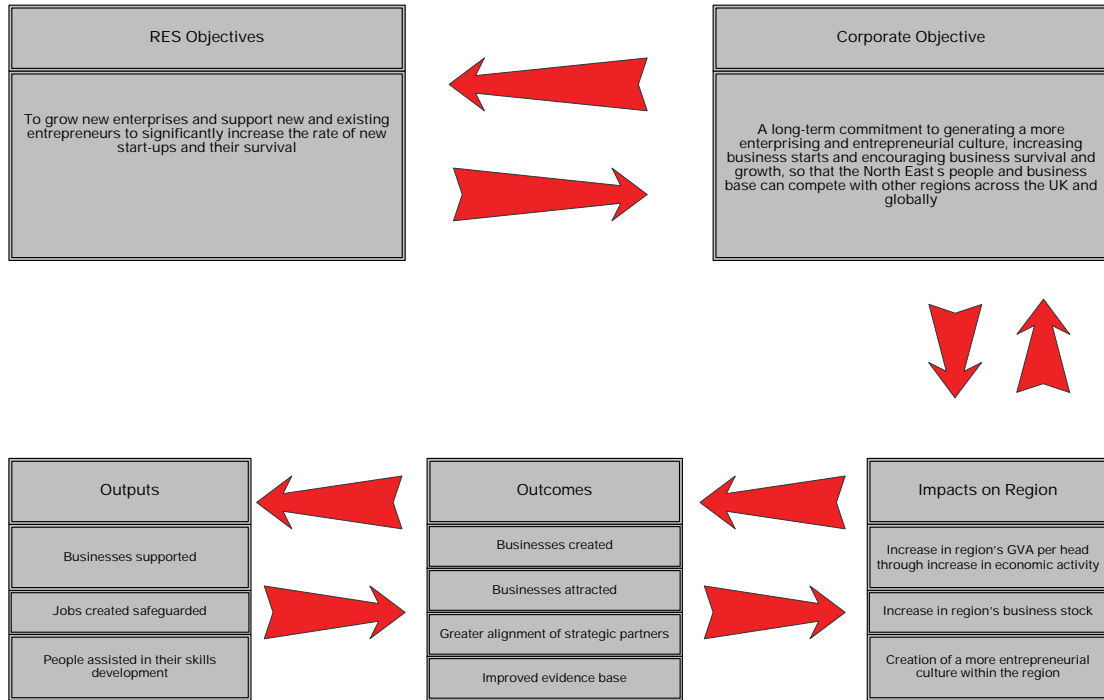 RES Objectives
To grow new enterprises and support new and existing
entrepreneurs to significantly increase the rate of new
start-ups and their survival
Corporate Objective
A long-term commitment to generating a more
enterprising and entrepreneurial culture, increasing
business starts and encouraging business survival and
growth, so that the North East s people and business
base can compete with other regions across the UK and
globally
Outputs
Businesses supported
Jobs created safeguarded
People assisted in their skills
development
Outcomes
Businesses created
Businesses attracted
Greater alignment of strategic partners
Improved evidence base
Impacts on Region
Increase in region's GVA per head
through increase in economic activity
Increase in region's business stock
Creation of a more entrepreneurial
culture within the region